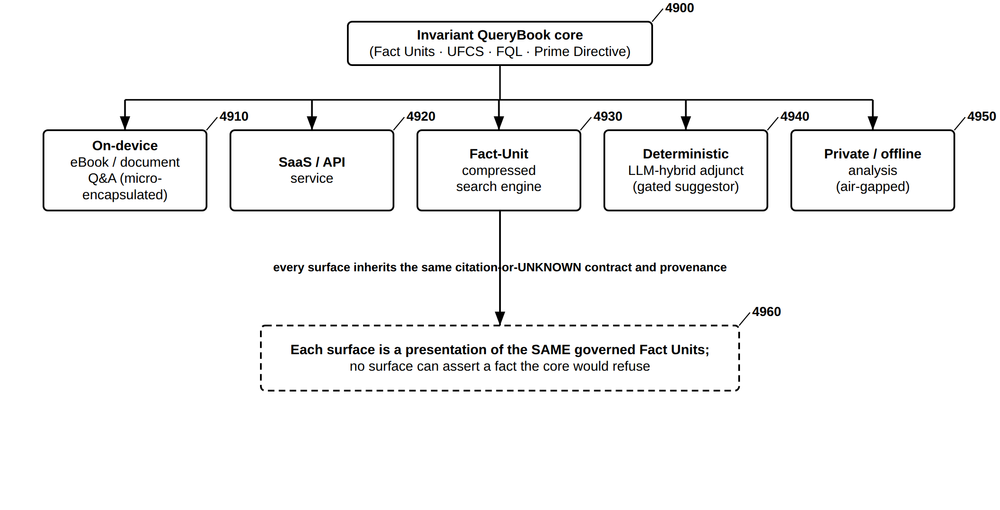 4900
Invariant QueryBook core
(Fact Units · UFCS · FQL · Prime Directive)
4910
4920
4930
4940
4950
On-device
eBook / document
Q&A (micro-
encapsulated)
SaaS / API
service
Fact-Unit
compressed
search engine
Deterministic
LLM-hybrid adjunct
(gated suggestor)
Private / offline
analysis
(air-gapped)
every surface inherits the same citation-or-UNKNOWN contract and provenance
4960
Each surface is a presentation of the SAME governed Fact Units;
no surface can assert a fact the core would refuse